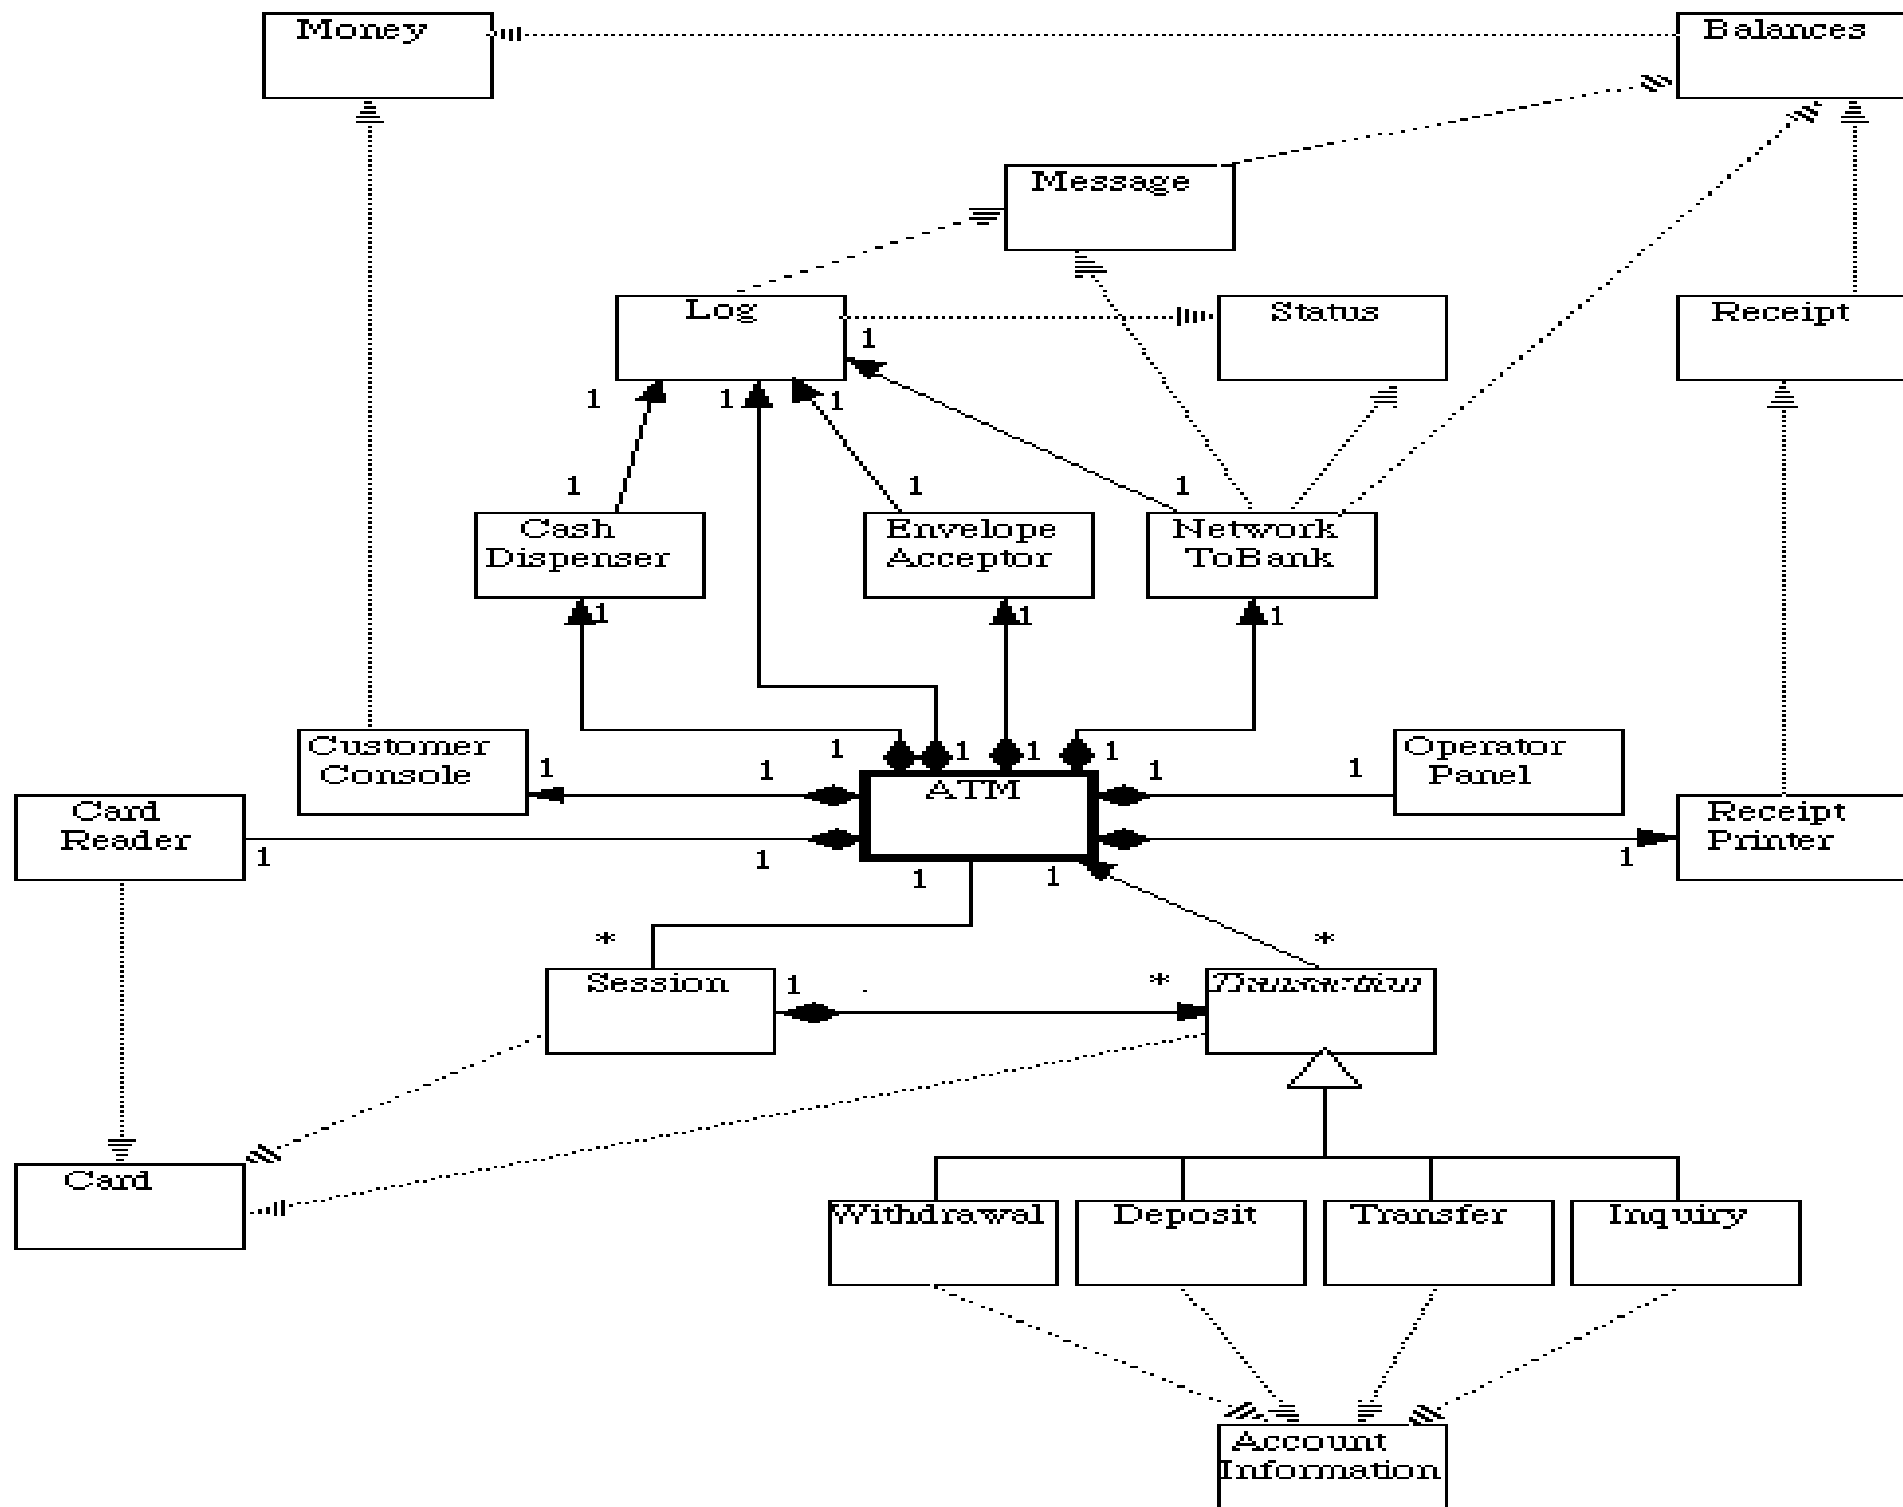 Money
Balances
Message
Log
Status
Receipt
1
1
1
1
1
1
1
Cash
Dispenser
Envelope
Acceptor
Network
ToBank
1
1
1
Customer
Console
1
1
1
1
1
1
1
1
1
Operator
Panel
ATM
Card
Reader
Receipt
Printer
1
1
1
1
1
*
*
Session
1
*
Transaction
Card
Withdrawal
Deposit
Transfer
Inquiry
Account
Information